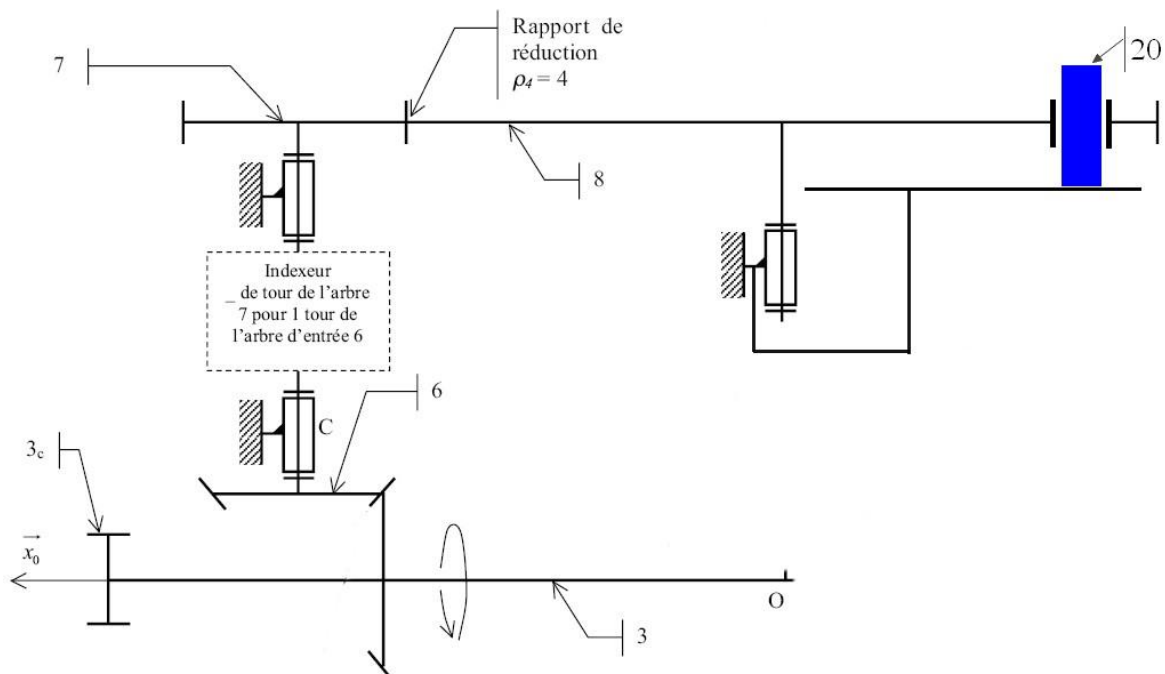 Rapport de
réduction
ρ4 = 4
7
20
8
Indexeur
_ de tour de l’arbre
7 pour 1 tour de
l’arbre d’entrée 6
6
C
3c
x0
O
3